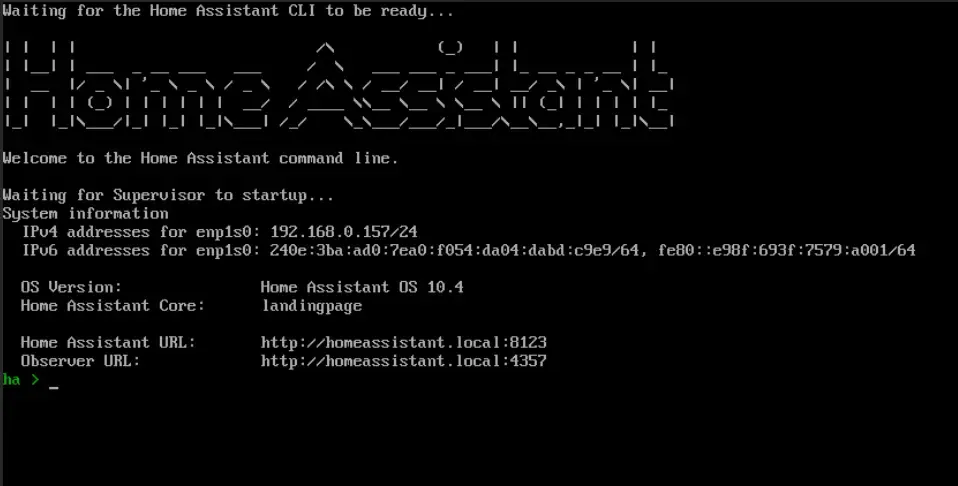 Waiting for the Home Assistant CLI to be ready...
Home Assistant
Welcome to the Home Assistant command line.
Waiting for Supervisor to startup...
System information
IPv4 addresses for enp1s0: 192.168.0.157/24
IPv6 addresses for enp1s0: 240e:3ba:ad0:7ea0:f054:da04:dabd:c9e9/64, fe80::e98f:693f:7579:a001/64
OS Version: Home Assistant OS 10.4
Home Assistant Core: landingpage
Home Assistant URL: http://homeassistant.local:8123
Observer URL: http://homeassistant.local:4357
ha > _